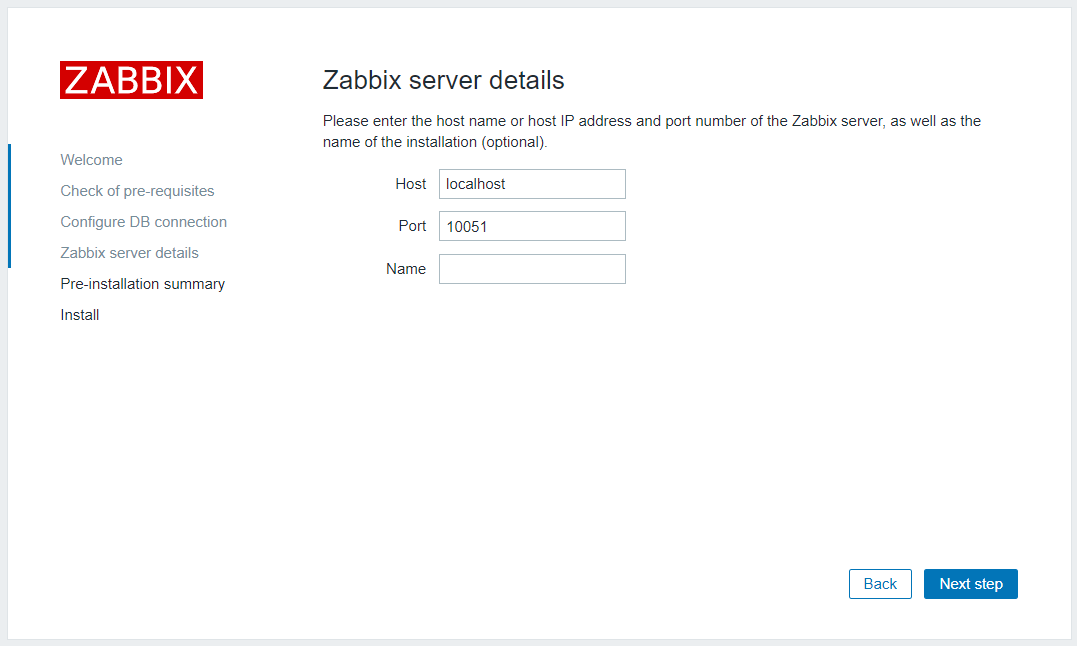 ZABBIX
Welcome
Check of pre-requisites
Configure DB connection
Zabbix server details
Pre-installation summary
Install
Zabbix server details
Please enter the host name or host IP address and port number of the Zabbix server, as well as the
name of the installation (optional).
Host localhost
Port 10051
Name
Back Next step